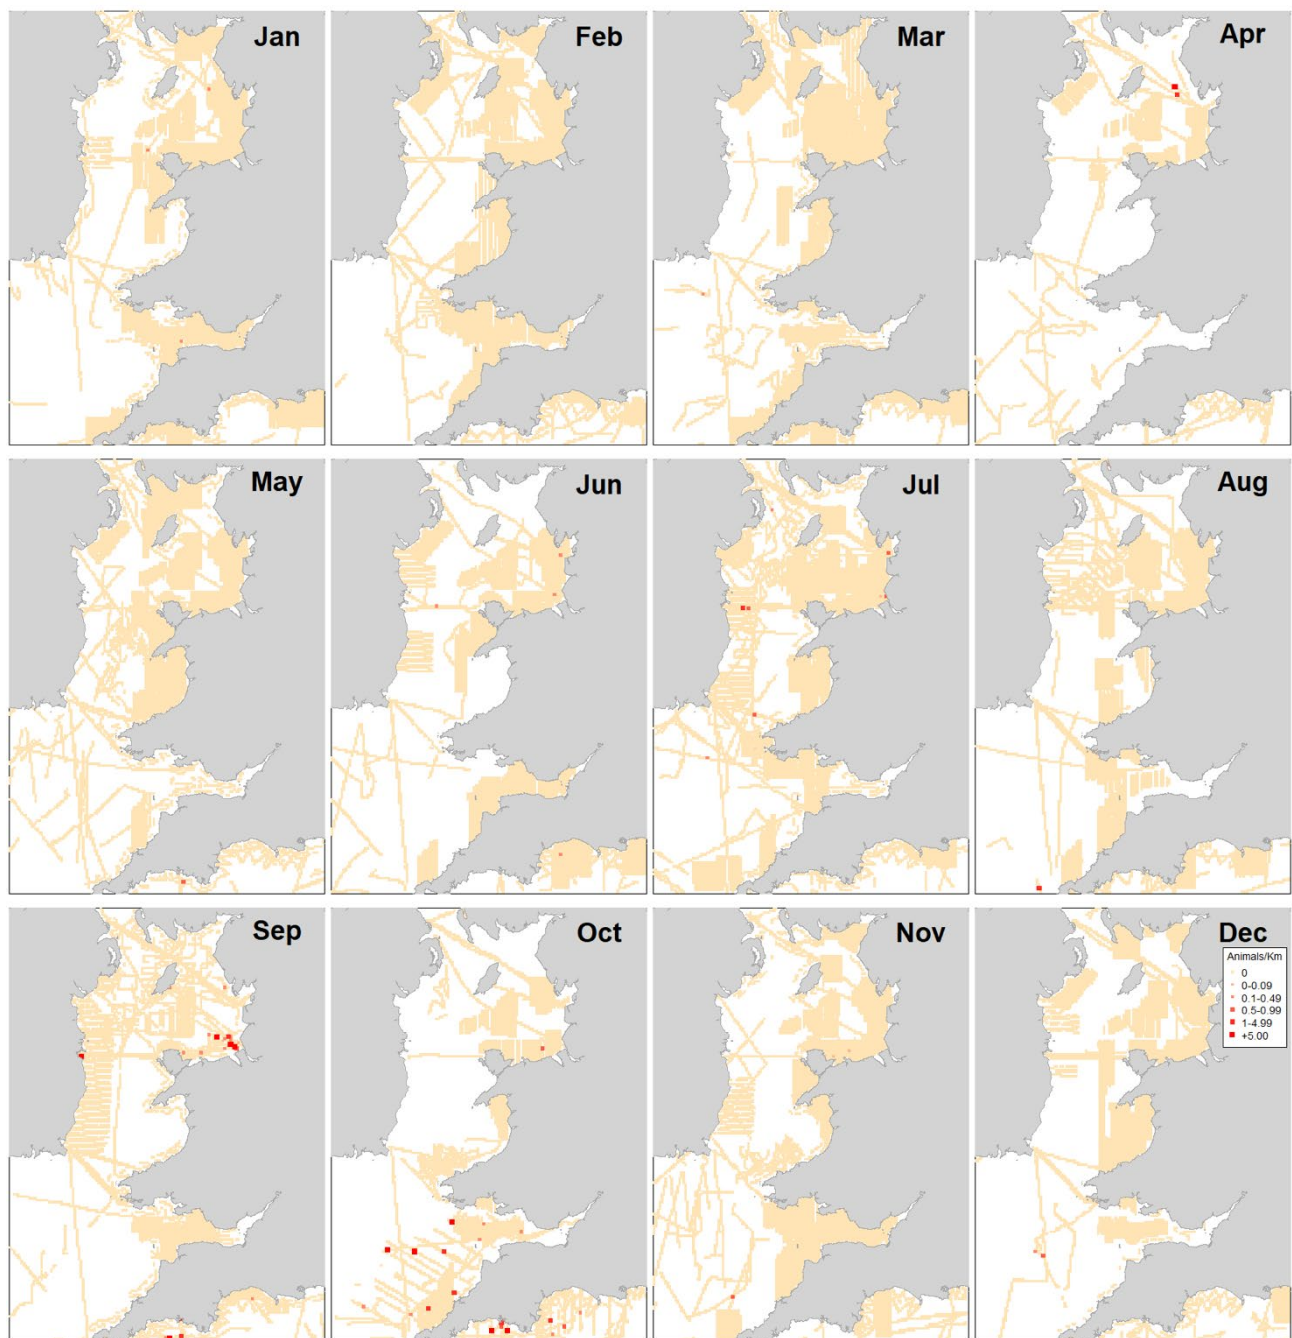 Jan
Feb
Mar
Apr
May
Jun
Jul
Aug
Sep
Oct
Nov
Dec
Animals/Km
0
0-0.09
0.1-0.49
0.5-0.99
1-4.99
+5.00